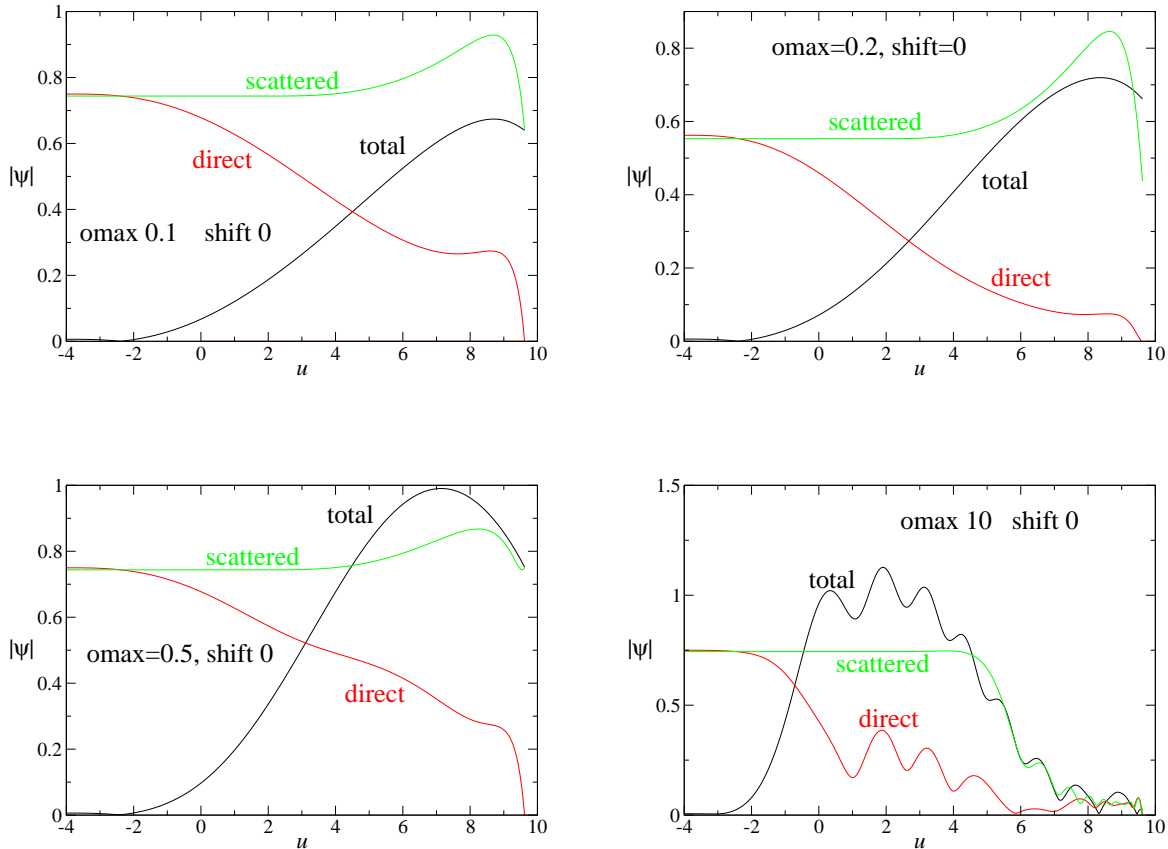 1
0.8
0.6
0.4
0.2
0
|ψ|
scattered
total
direct
omax 0.1 shift 0
-4 -2 0 2 4 6 8 10
u
0.8
0.6
0.4
0.2
0
|ψ|
omax=0.2, shift=0
scattered
total
direct
-4 -2 0 2 4 6 8 10
u
1
0.8
0.6
0.4
0.2
0
|ψ|
total
scattered
omax=0.5, shift 0
direct
-4 -2 0 2 4 6 8 10
u
1.5
1
0.5
0
|ψ|
omax 10 shift 0
total
scattered
direct
-4 -2 0 2 4 6 8 10
u